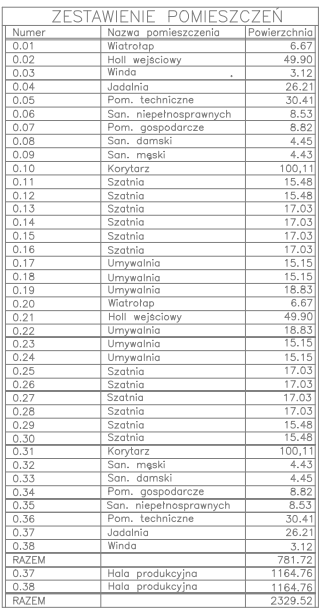 ZESTAWIENIE POMIESZCZEŃ
Numer Nazwa pomieszczenia Powierzchnia
0.01 Wiatrołap 6.67
0.02 Holl wejściowy 49.90
0.03 Winda 3.12
0.04 Jadalnia 26.21
0.05 Pom. techniczne 30.41
0.06 San. niepełnosprawnych 8.53
0.07 Pom. gospodarcze 8.82
0.08 San. damski 4.45
0.09 San. męski 4.43
0.10 Korytarz 100,11
0.11 Szatnia 15.48
0.12 Szatnia 15.48
0.13 Szatnia 17.03
0.14 Szatnia 17.03
0.15 Szatnia 17.03
0.16 Szatnia 17.03
0.17 Umywalnia 15.15
0.18 Umywalnia 15.15
0.19 Umywalnia 18.83
0.20 Wiatrołap 6.67
0.21 Holl wejściowy 49.90
0.22 Umywalnia 18.83
0.23 Umywalnia 15.15
0.24 Umywalnia 15.15
0.25 Szatnia 17.03
0.26 Szatnia 17.03
0.27 Szatnia 17.03
0.28 Szatnia 17.03
0.29 Szatnia 15.48
0.30 Szatnia 15.48
0.31 Korytarz 100,11
0.32 San. męski 4.43
0.33 San. damski 4.45
0.34 Pom. gospodarcze 8.82
0.35 San. niepełnosprawnych 8.53
0.36 Pom. techniczne 30.41
0.37 Jadalnia 26.21
0.38 Winda 3.12
RAZEM 781.72
0.37 Hala produkcyjna 1164.76
0.38 Hala produkcyjna 1164.76
RAZEM 2329.52